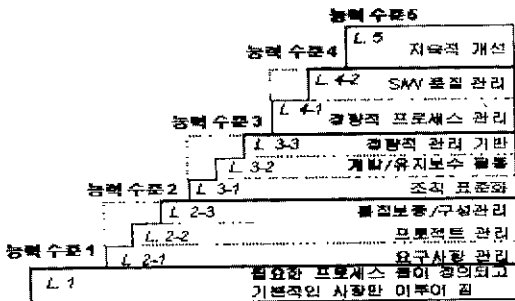 능력 수준5
L. 5 지속적 개선
능력 수준4
L. 4-2 S/W 품질 관리
L. 4-1 정량적 프로세스 관리
능력 수준3
L. 3-3 정량적 관리 기반
L. 3-2 개발/유지보수 활동
L. 3-1 조직 표준화
능력 수준2
L. 2-3 품질보증/구성관리
L. 2-2 프로젝트 관리
L. 2-1 요구사항 관리
능력 수준1
L. 1 필요한 프로세스 들이 정의되고
기본적인 사항만 이루어 짐